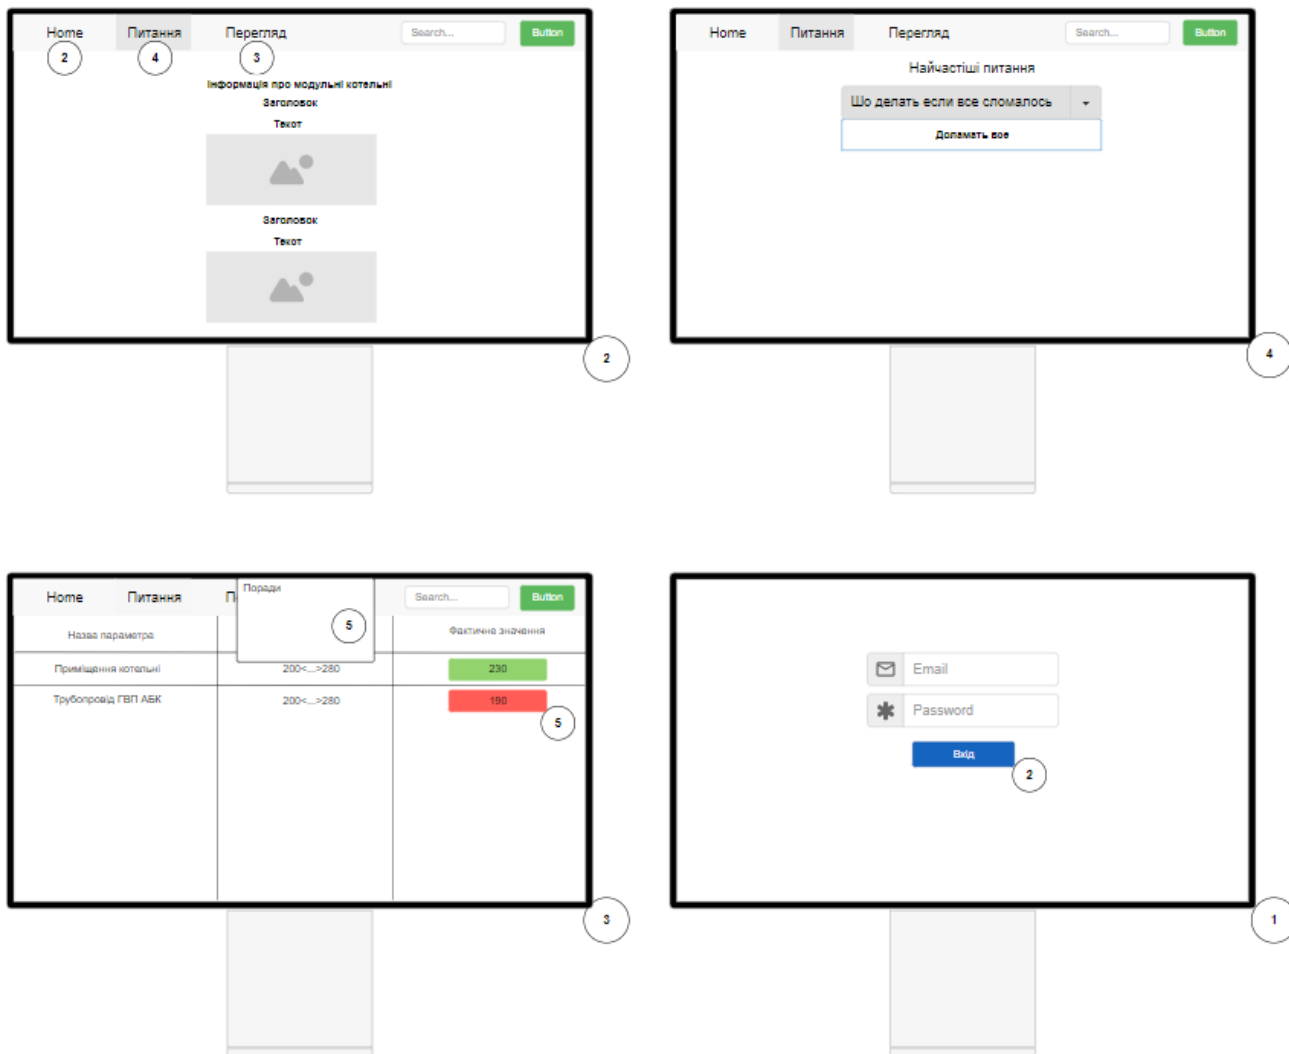 Home Питання Перегляд Search... Button
2 4 3
Інформація про модульні котельні
Заголовок
Текст
Заголовок
Текст
2
Home Питання Перегляд Search... Button
Найчастіші питання
Шо делать если все сломалось
Доламать все
4
Home Питання П Поради Search... Button
5
Назва параметра Фактичне значення
Приміщення котельні 200<...>280 230
Трубопровід ГВП АБК 200<...>280 190
5
3
Email
Password
Вхід
2
1